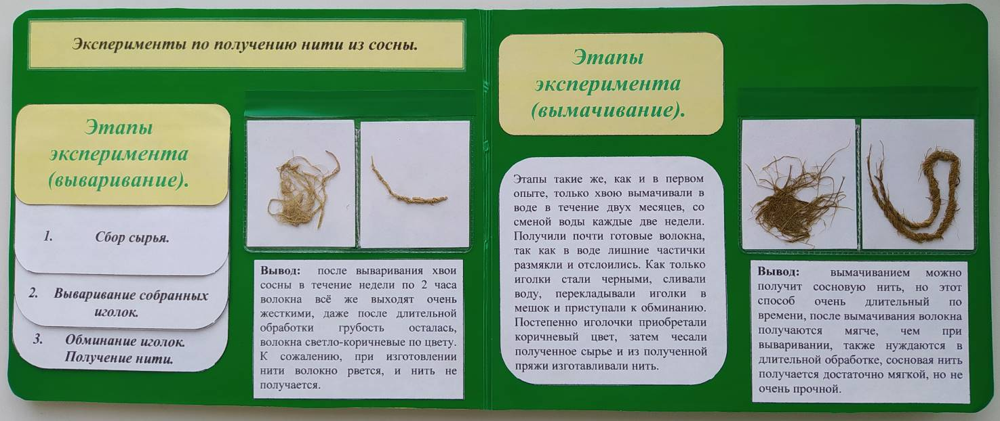 Эксперименты по получению нити из сосны.
Этапы
эксперимента
(вываривание).
1. Сбор сырья.
2. Вываривание собранных
иголок.
3. Обминание иголок.
Получение нити.
Вывод: после вываривания хвои
сосны в течение недели по 2 часа
волокна всё же выходят очень
жесткими, даже после длительной
обработки грубость осталась,
волокна светло-коричневые по цвету.
К сожалению, при изготовлении
нити волокно рвется, и нить не
получается.
Этапы
эксперимента
(вымачивание).
Этапы такие же, как и в первом
опыте, только хвою вымачивали в
воде в течение двух месяцев, со
сменой воды каждые две недели.
Получили почти готовые волокна,
так как в воде лишние частички
размякли и отслоились. Как только
иголки стали черными, сливали
воду, перекладывали иголки в
мешок и приступали к обминанию.
Постепенно иголочки приобретали
коричневый цвет, затем чесали
полученное сырье и из полученной
пряжи изготавливали нить.
Вывод: вымачиванием можно
получит сосновую нить, но этот
способ очень длительный по
времени, после вымачивания волокна
получаются мягче, чем при
вываривании, также нуждаются в
длительной обработке, сосновая нить
получается достаточно мягкой, но не
очень прочной.